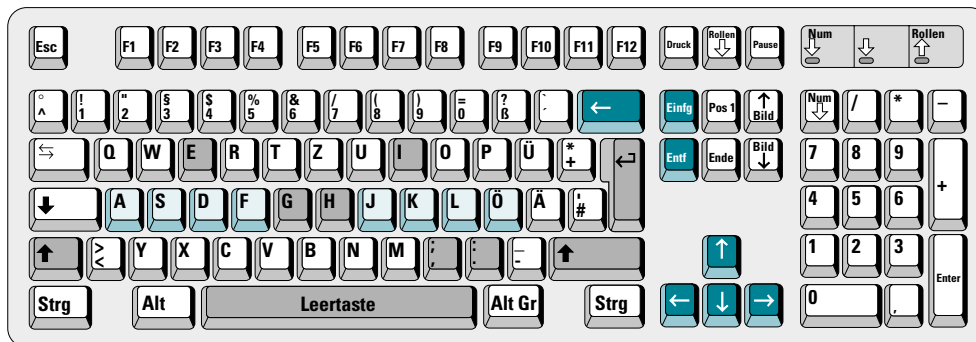 Esc F1 F2 F3 F4 F5 F6 F7 F8 F9 F10 F11 F12 Druck Rollen ⇩ Pause Num ⇩ ⇩ Rollen ⇧
° ^ ! 1 " 2 § 3 $ 4 % 5 & 6 / 7 ( 8 ) 9 = 0 ? ß ` ´ ← Einfg Pos 1 ↑ Bild Num ⇩ / * –
⇆ Q W E R T Z U I O P Ü * + ↵ Entf Ende Bild ↓ 7 8 9 +
⬇ A S D F G H J K L Ö Ä ' # 4 5 6
⬆ > < Y X C V B N M ; , : . _ - ⬆ ↑ 1 2 3 Enter
Strg Alt Leertaste Alt Gr Strg ← ↓ → 0 ,